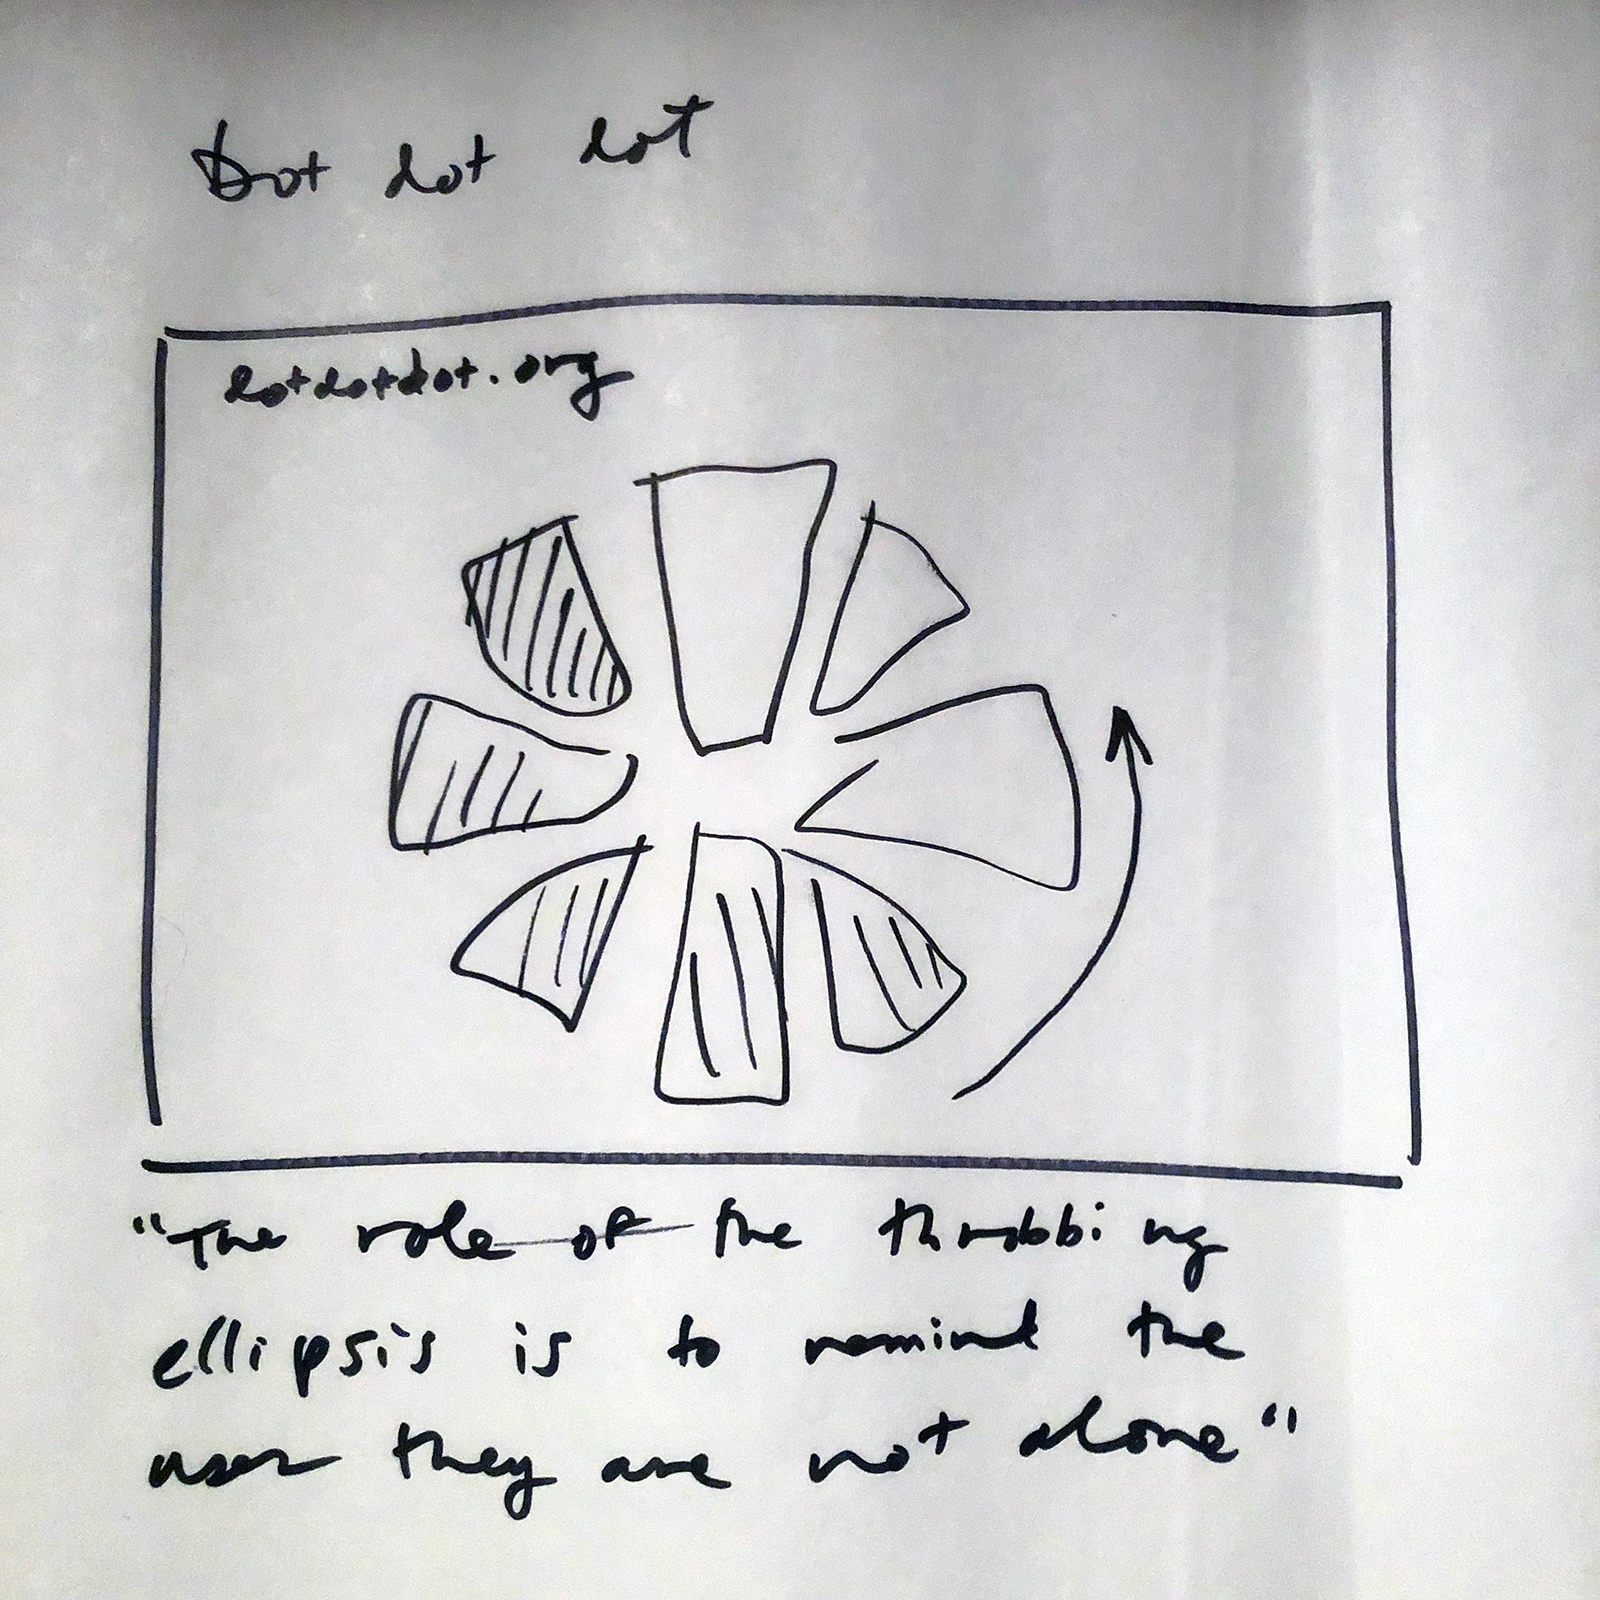 Dot dot dot
dotdotdot.org
"The role of the throbbing
ellipsis is to remind the
user they are not alone"